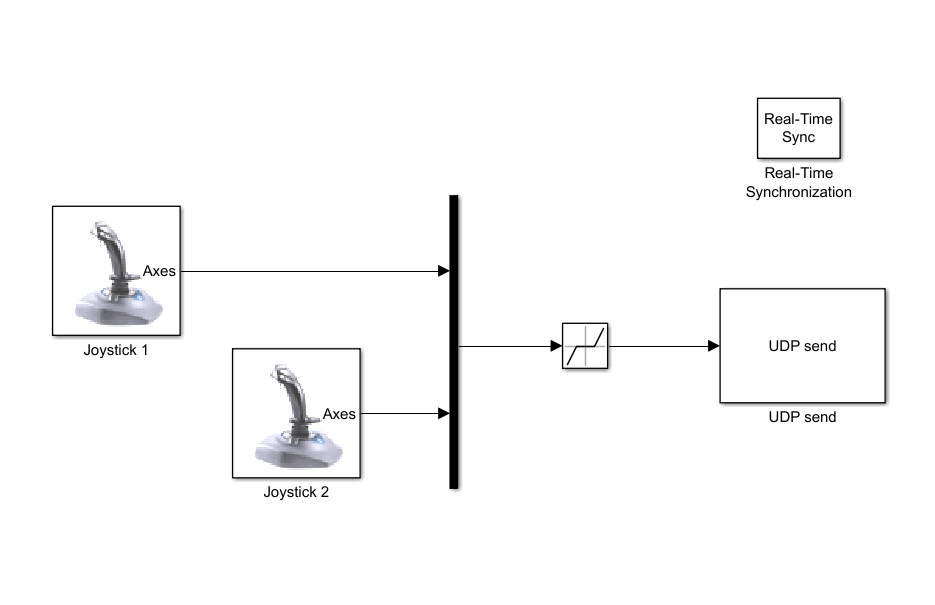 Real-Time
Sync
Real-Time
Synchronization
Axes
Joystick 1
Axes
Joystick 2
UDP send
UDP send